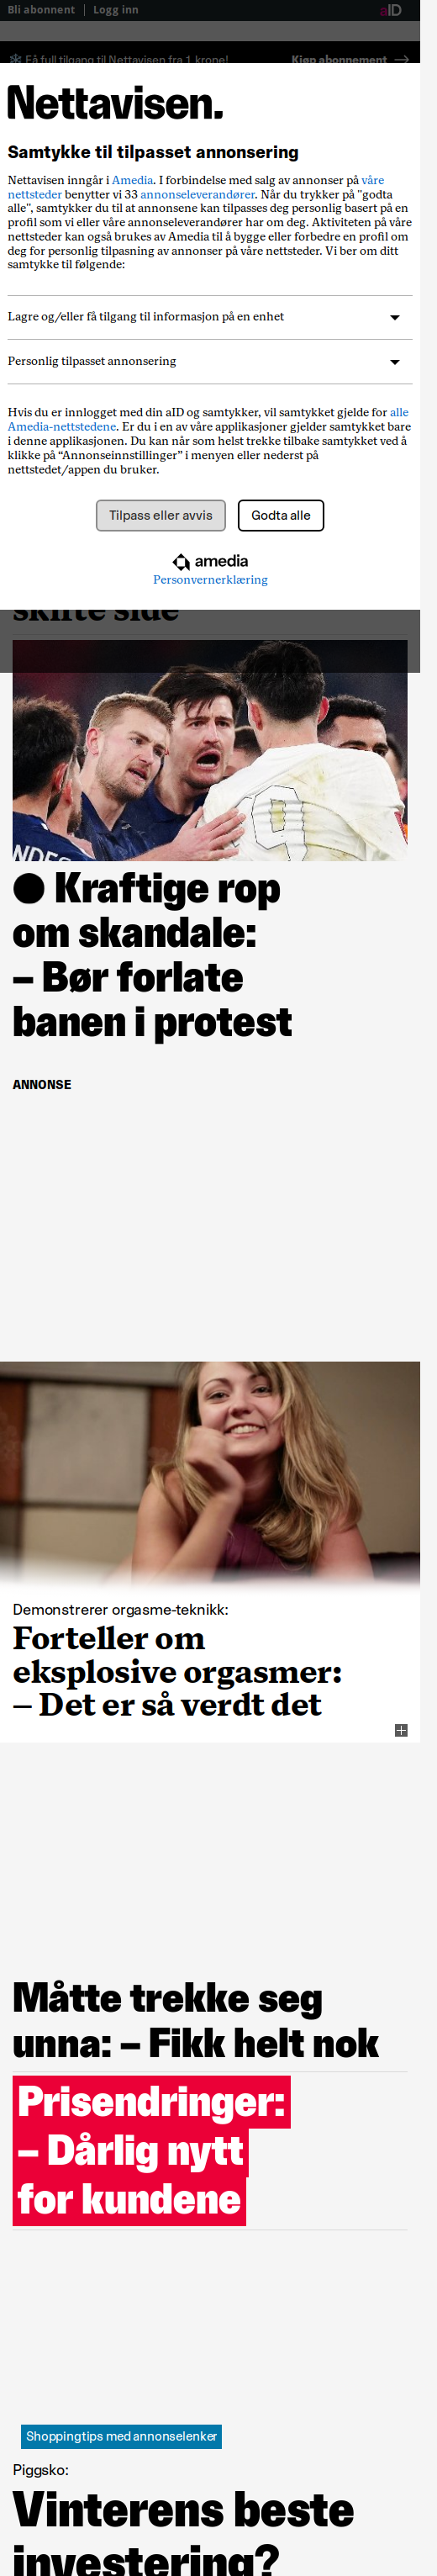 Bli abonnent | Logg inn aID
Få full tilgang til Nettavisen fra 1 krone! Kjøp abonnement
Nettavisen.
Samtykke til tilpasset annonsering
Nettavisen inngår i Amedia. I forbindelse med salg av annonser på våre
nettsteder benytter vi 33 annonseleverandører. Når du trykker på "godta
alle", samtykker du til at annonsene kan tilpasses deg personlig basert på en
profil som vi eller våre annonseleverandører har om deg. Aktiviteten på våre
nettsteder kan også brukes av Amedia til å bygge eller forbedre en profil om
deg for personlig tilpasning av annonser på våre nettsteder. Vi ber om ditt
samtykke til følgende:
Lagre og/eller få tilgang til informasjon på en enhet
Personlig tilpasset annonsering
Hvis du er innlogget med din aID og samtykker, vil samtykket gjelde for alle
Amedia-nettstedene. Er du i en av våre applikasjoner gjelder samtykket bare
i denne applikasjonen. Du kan når som helst trekke tilbake samtykket ved å
klikke på “Annonseinnstillinger” i menyen eller nederst på
nettstedet/appen du bruker.
Tilpass eller avvis Godta alle
amedia
Personvernerklæring
skifte side
Kraftige rop
om skandale:
– Bør forlate
banen i protest
ANNONSE
Demonstrerer orgasme-teknikk:
Forteller om
eksplosive orgasmer:
– Det er så verdt det
Måtte trekke seg
unna: – Fikk helt nok
Prisendringer:
– Dårlig nytt
for kundene
Shoppingtips med annonselenker
Piggsko:
Vinterens beste
investering?